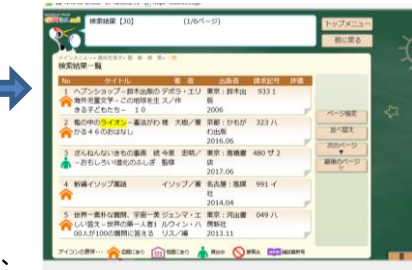 検索結果【30】 (1/6ページ)
トップメニュー
前に戻る
検索結果一覧
No タイトル 著者 出版者 請求記号 評価
1 ヘブンショップ－鈴木出版の デボラ・エリ 東京：鈴木出 933 I
海外児童文学－この地球を生 ス／作 版
きる子どもたち－ 10 2006
2 檻の中のライオン－憲法がわ 楾 大樹／著 京都：かもが 323 ハ
かる46のおはなし わ出版
2016.06
3 ざんねんないきもの事典 続 今泉 忠明／ 東京：高橋書 480 ザ 2
－おもしろい!進化のふしぎ 監修 店
2017.06
4 新編イソップ寓話 イソップ／著 名古屋：風媒 991 イ
社
2014.04
5 世界一素朴な質問、宇宙一美 ジェンマ・エ 東京：河出書 049 ハ
しい答え－世界の第一人者1 ルウィン・ハ 房新社
00人が100の質問に答える リス／編 2013.11
ページ指定
並べ替え
次のページ
▼
最後のページ
アイコンの意味…
、